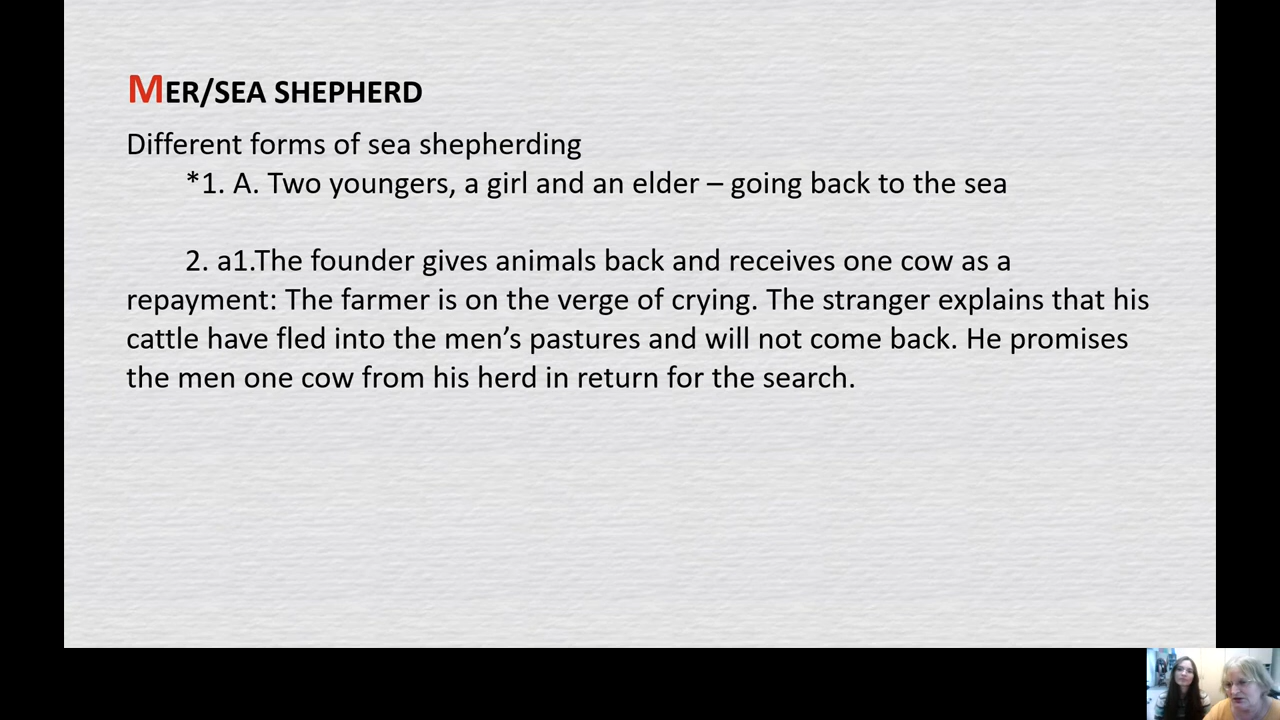 MER/SEA SHEPHERD
Different forms of sea shepherding
*1. A. Two youngers, a girl and an elder – going back to the sea
2. a1.The founder gives animals back and receives one cow as a
repayment: The farmer is on the verge of crying. The stranger explains that his
cattle have fled into the men’s pastures and will not come back. He promises
the men one cow from his herd in return for the search.